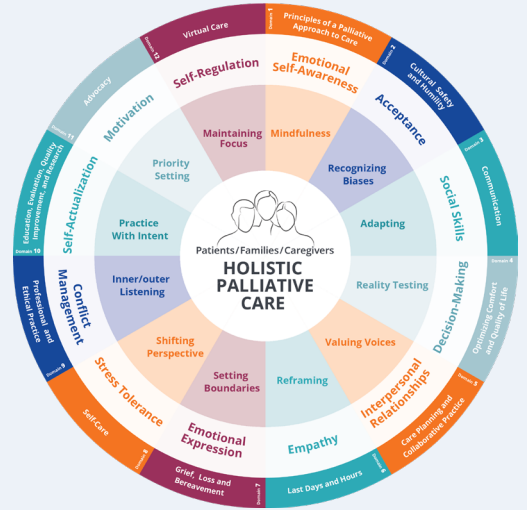 Patients/Families/Caregivers
HOLISTIC
PALLIATIVE
CARE
Domain 1
Principles of a Palliative
Approach to Care
Emotional
Self-Awareness
Mindfulness
Domain 2
Cultural Safety
and Humility
Acceptance
Recognizing
Biases
Domain 3
Communication
Social Skills
Adapting
Domain 4
Optimizing Comfort
and Quality of Life
Decision-Making
Reality Testing
Domain 5
Care Planning and
Collaborative Practice
Interpersonal
Relationships
Valuing Voices
Domain 6
Last Days and Hours
Empathy
Reframing
Domain 7
Grief, Loss and
Bereavement
Emotional
Expression
Setting
Boundaries
Domain 8
Self-Care
Stress Tolerance
Shifting
Perspective
Domain 9
Professional and
Ethical Practice
Conflict
Management
Inner/outer
Listening
Domain 10
Education, Evaluation, Quality
Improvement, and Research
Self-Actualization
Practice
With Intent
Domain 11
Advocacy
Motivation
Priority
Setting
Domain 12
Virtual Care
Self-Regulation
Maintaining
Focus